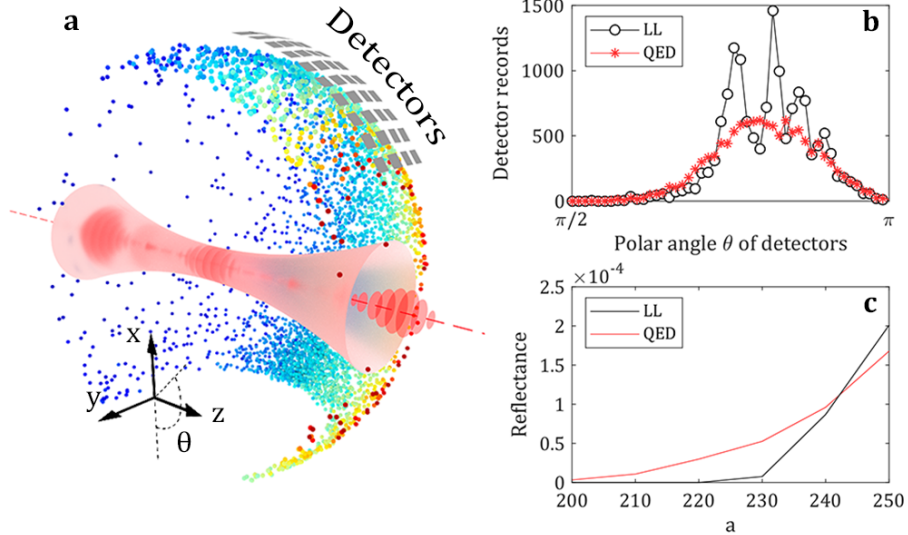 a
Detectors
x
y
z
θ
b
LL
QED
Detector records
1500
1000
500
0
π/2
π
Polar angle θ of detectors
c
×10⁻⁴
LL
QED
Reflectance
2.5
2
1.5
1
0.5
0
200 210 220 230 240 250
a